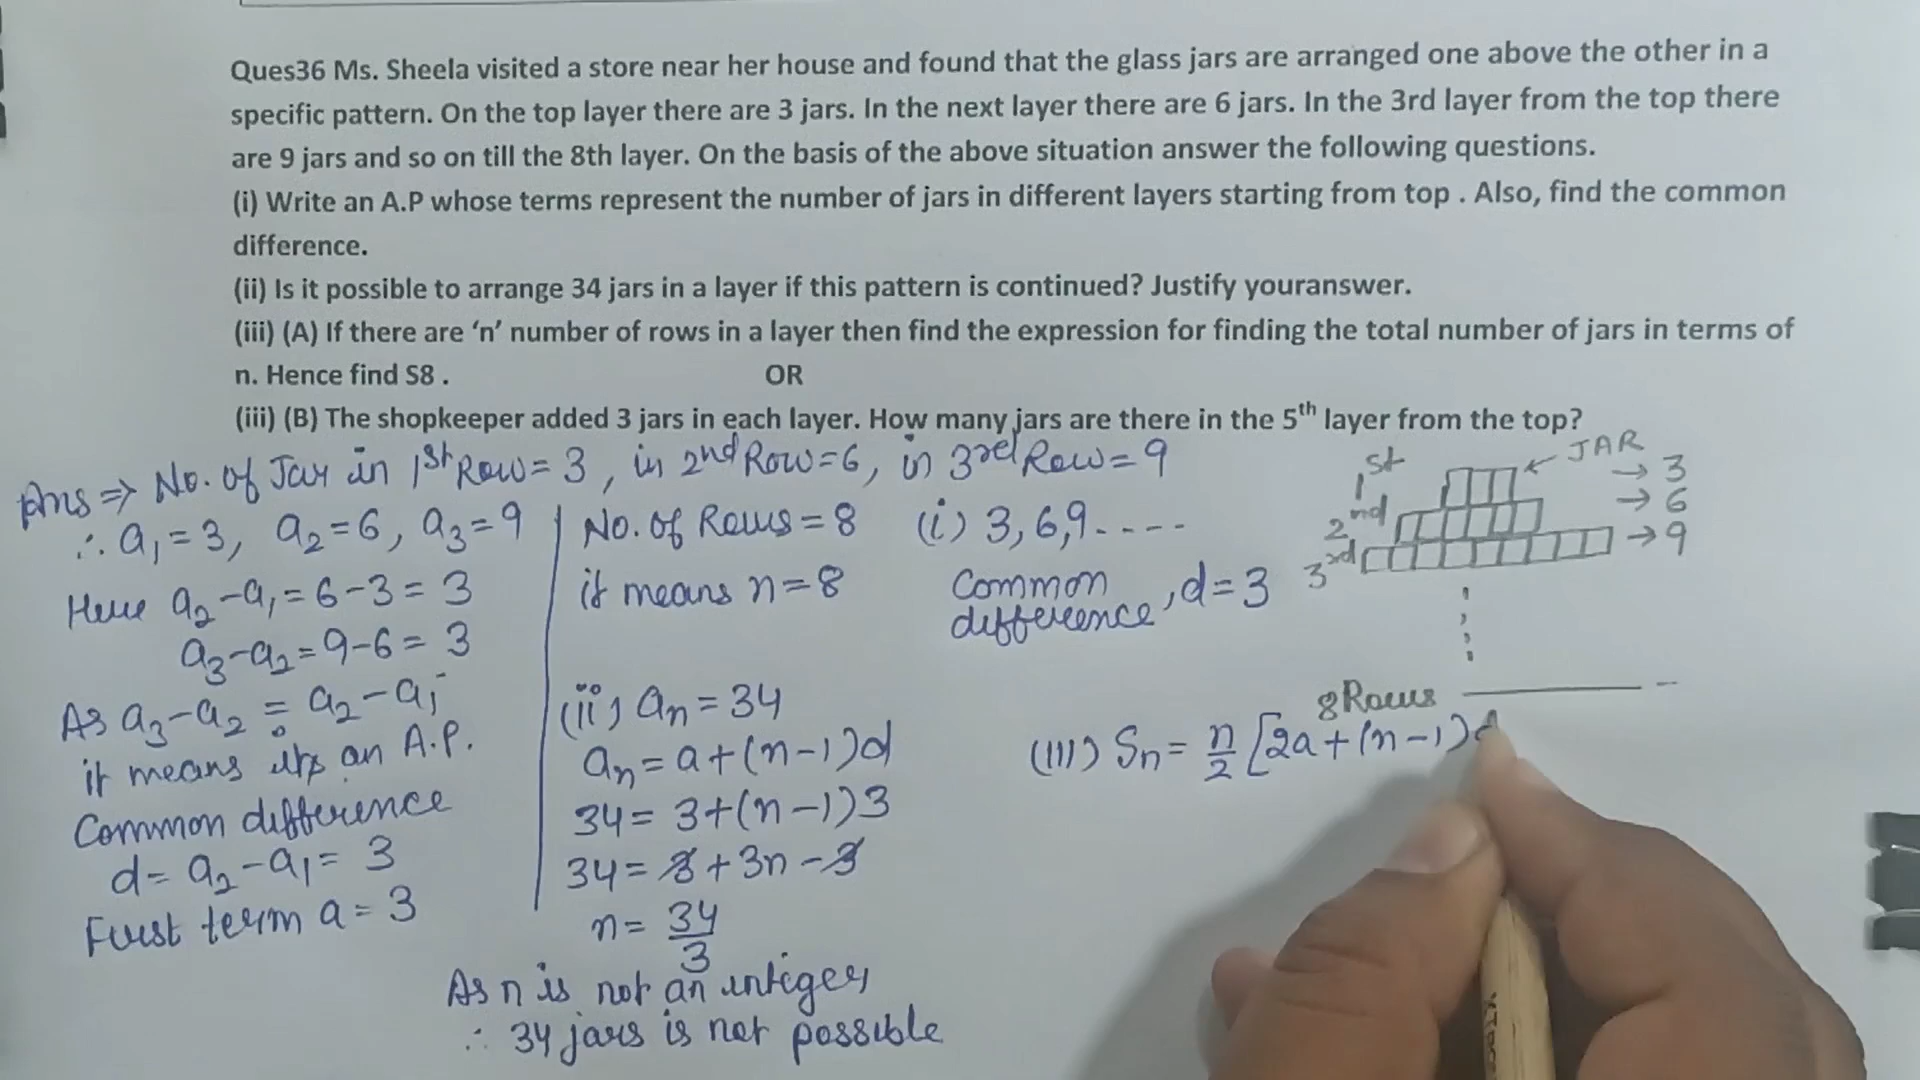 Ques36 Ms. Sheela visited a store near her house and found that the glass jars are arranged one above the other in a
specific pattern. On the top layer there are 3 jars. In the next layer there are 6 jars. In the 3rd layer from the top there
are 9 jars and so on till the 8th layer. On the basis of the above situation answer the following questions.
(i) Write an A.P whose terms represent the number of jars in different layers starting from top . Also, find the common
difference.
(ii) Is it possible to arrange 34 jars in a layer if this pattern is continued? Justify youranswer.
(iii) (A) If there are ‘n’ number of rows in a layer then find the expression for finding the total number of jars in terms of
n. Hence find S8 . OR
(iii) (B) The shopkeeper added 3 jars in each layer. How many jars are there in the 5th layer from the top?
Ans ⇒ No. of Jar in 1st Row = 3, in 2nd Row = 6, in 3rd Row = 9
∴ a₁ = 3, a₂ = 6, a₃ = 9
Here a₂ - a₁ = 6 - 3 = 3
a₃ - a₂ = 9 - 6 = 3
As a₃ - a₂ = a₂ - a₁
it means its an A.P.
Common difference
d = a₂ - a₁ = 3
First term a = 3
No. of Rows = 8
it means n = 8
(ii) aₙ = 34
aₙ = a + (n - 1)d
34 = 3 + (n - 1)3
34 = 3 + 3n - 3
n = 34/3
As n is not an integer,
∴ 34 jars is not possible
(i) 3, 6, 9 - - - -
Common
difference, d = 3
JAR
1st → 3
2nd → 6
3rd → 9
8 Rows
(III) Sₙ = n/2 [2a + (n - 1)d